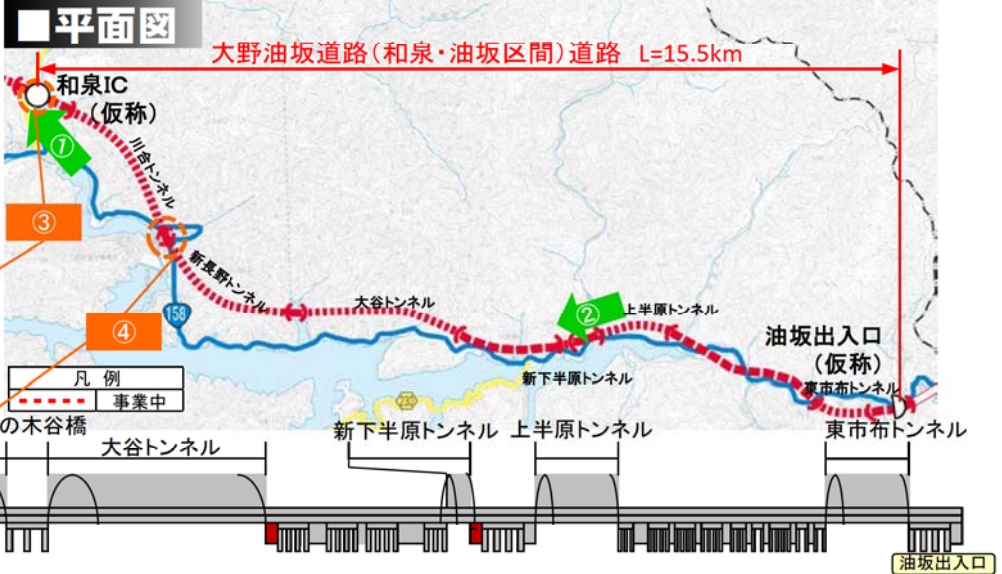 ■平面図
大野油坂道路(和泉・油坂区間)道路 L=15.5km
和泉IC
(仮称)
①
川合トンネル
③
新長野トンネル
158
大谷トンネル
②
上半原トンネル
④
油坂出入口
(仮称)
新下半原トンネル
東市布トンネル
凡 例
事業中
の木谷橋
大谷トンネル
新下半原トンネル
上半原トンネル
東市布トンネル
油坂出入口